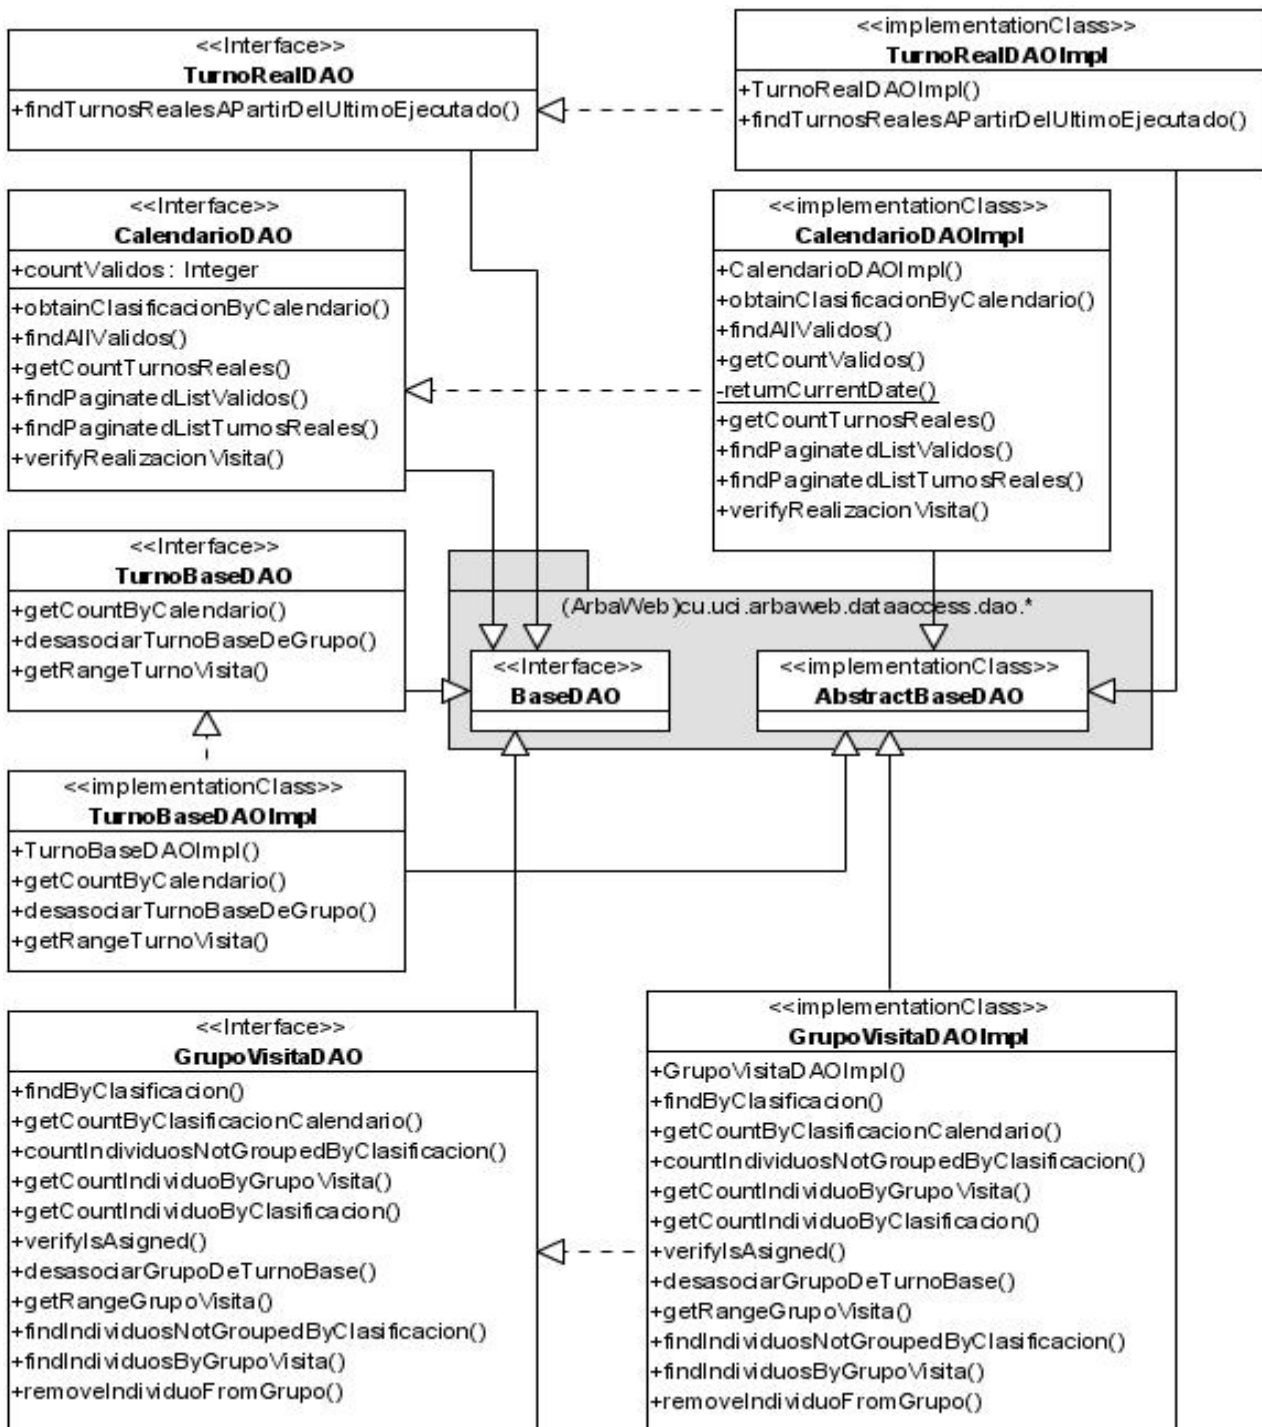 <<Interface>>
TurnoRealDAO
+findTurnosRealesAPartirDelUltimoEjecutado()
<<implementationClass>>
TurnoRealDAOImpl
+TurnoRealDAOImpl()
+findTurnosRealesAPartirDelUltimoEjecutado()
<<Interface>>
CalendarioDAO
+countValidos : Integer
+obtainClasificacionByCalendario()
+findAllValidos()
+getCountTurnosReales()
+findPaginatedListValidos()
+findPaginatedListTurnosReales()
+verifyRealizacionVisita()
<<implementationClass>>
CalendarioDAOImpl
+CalendarioDAOImpl()
+obtainClasificacionByCalendario()
+findAllValidos()
+getCountValidos()
-returnCurrentDate()
+getCountTurnosReales()
+findPaginatedListValidos()
+findPaginatedListTurnosReales()
+verifyRealizacionVisita()
<<Interface>>
TurnoBaseDAO
+getCountByCalendario()
+desasociarTurnoBaseDeGrupo()
+getRangeTurnoVisita()
(ArbaWeb)cu.uci.arbaweb.dataaccess.dao.*
<<Interface>>
BaseDAO
<<implementationClass>>
AbstractBaseDAO
<<implementationClass>>
TurnoBaseDAOImpl
+TurnoBaseDAOImpl()
+getCountByCalendario()
+desasociarTurnoBaseDeGrupo()
+getRangeTurnoVisita()
<<Interface>>
GrupoVisitaDAO
+findByClasificacion()
+getCountByClasificacionCalendario()
+countIndividuosNotGroupedByClasificacion()
+getCountIndividuoByGrupoVisita()
+getCountIndividuoByClasificacion()
+verifyIsAsigned()
+desasociarGrupoDeTurnoBase()
+getRangeGrupoVisita()
+findIndividuosNotGroupedByClasificacion()
+findIndividuosByGrupoVisita()
+removeIndividuoFromGrupo()
<<implementationClass>>
GrupoVisitaDAOImpl
+GrupoVisitaDAOImpl()
+findByClasificacion()
+getCountByClasificacionCalendario()
+countIndividuosNotGroupedByClasificacion()
+getCountIndividuoByGrupoVisita()
+getCountIndividuoByClasificacion()
+verifyIsAsigned()
+desasociarGrupoDeTurnoBase()
+getRangeGrupoVisita()
+findIndividuosNotGroupedByClasificacion()
+findIndividuosByGrupoVisita()
+removeIndividuoFromGrupo()